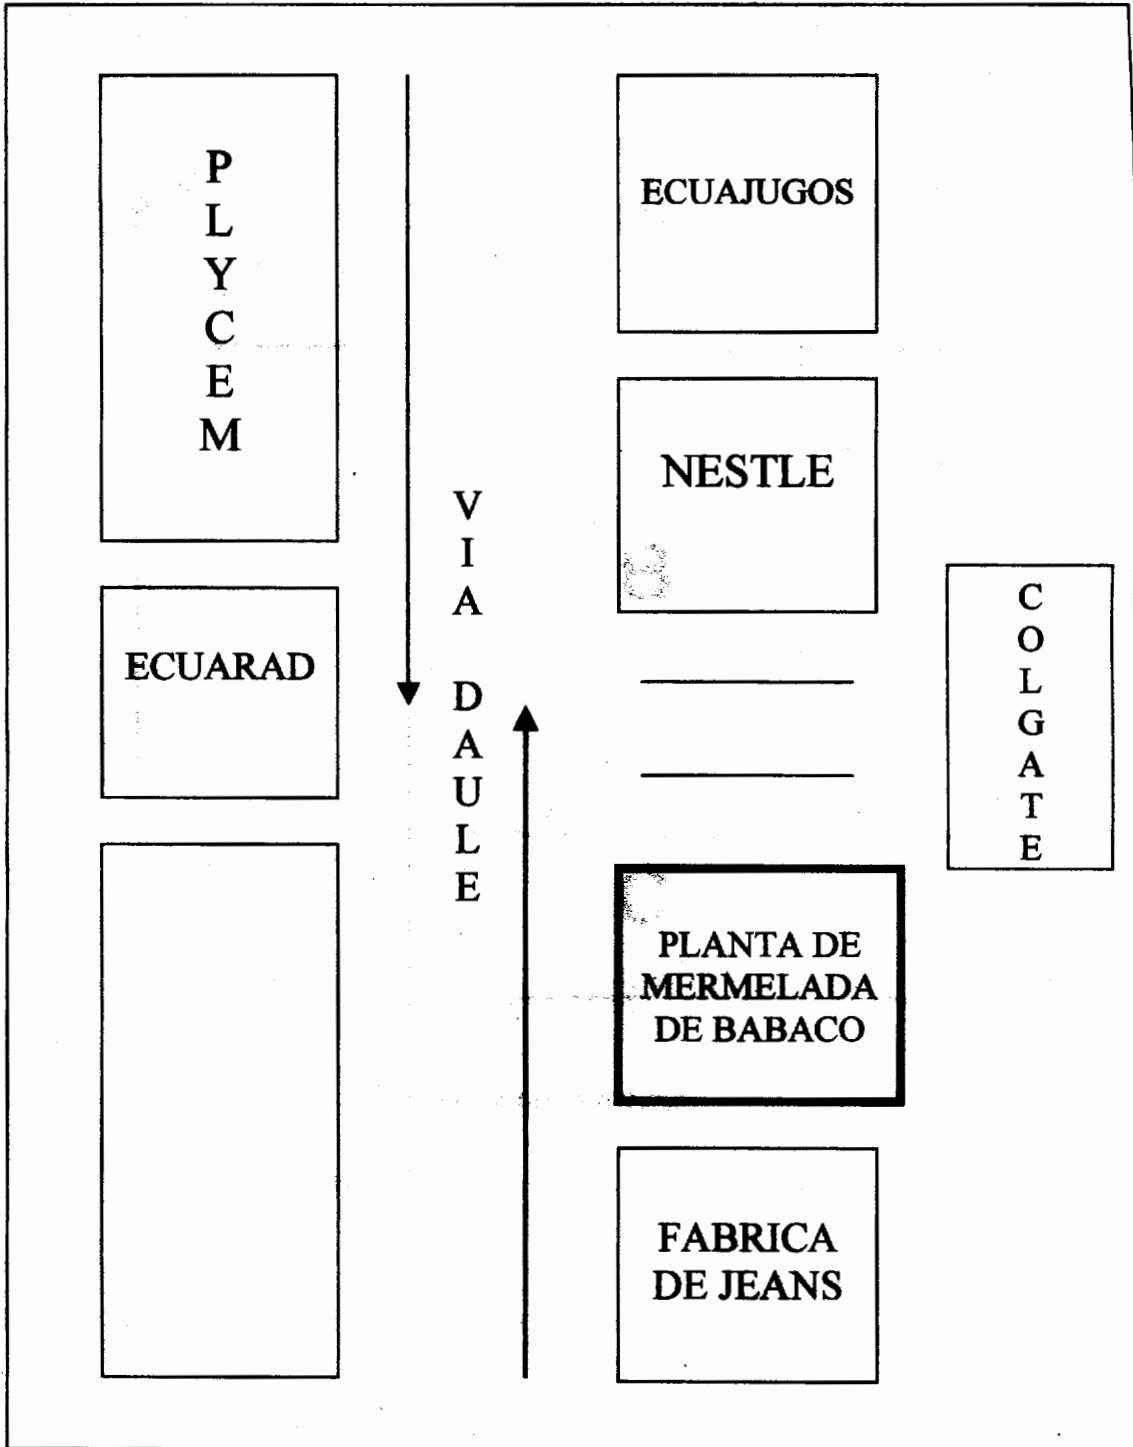 PLYCEM
ECUAJUGOS
NESTLE
VIA DAULE
COLGATE
ECUARAD
PLANTA DE
MERMELADA
DE BABACO
FABRICA
DE JEANS